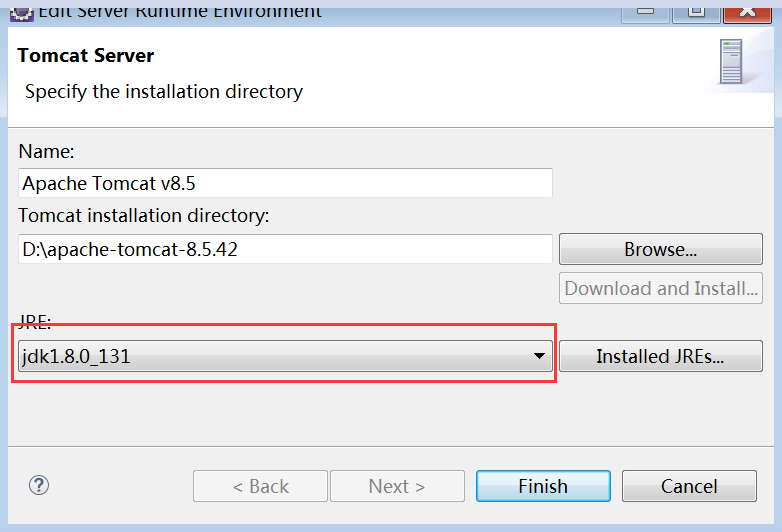 Edit Server Runtime Environment
Tomcat Server
Specify the installation directory
Name:
Apache Tomcat v8.5
Tomcat installation directory:
D:\apache-tomcat-8.5.42
Browse...
Download and Install...
JRE:
jdk1.8.0_131
Installed JREs...
?
< Back
Next >
Finish
Cancel